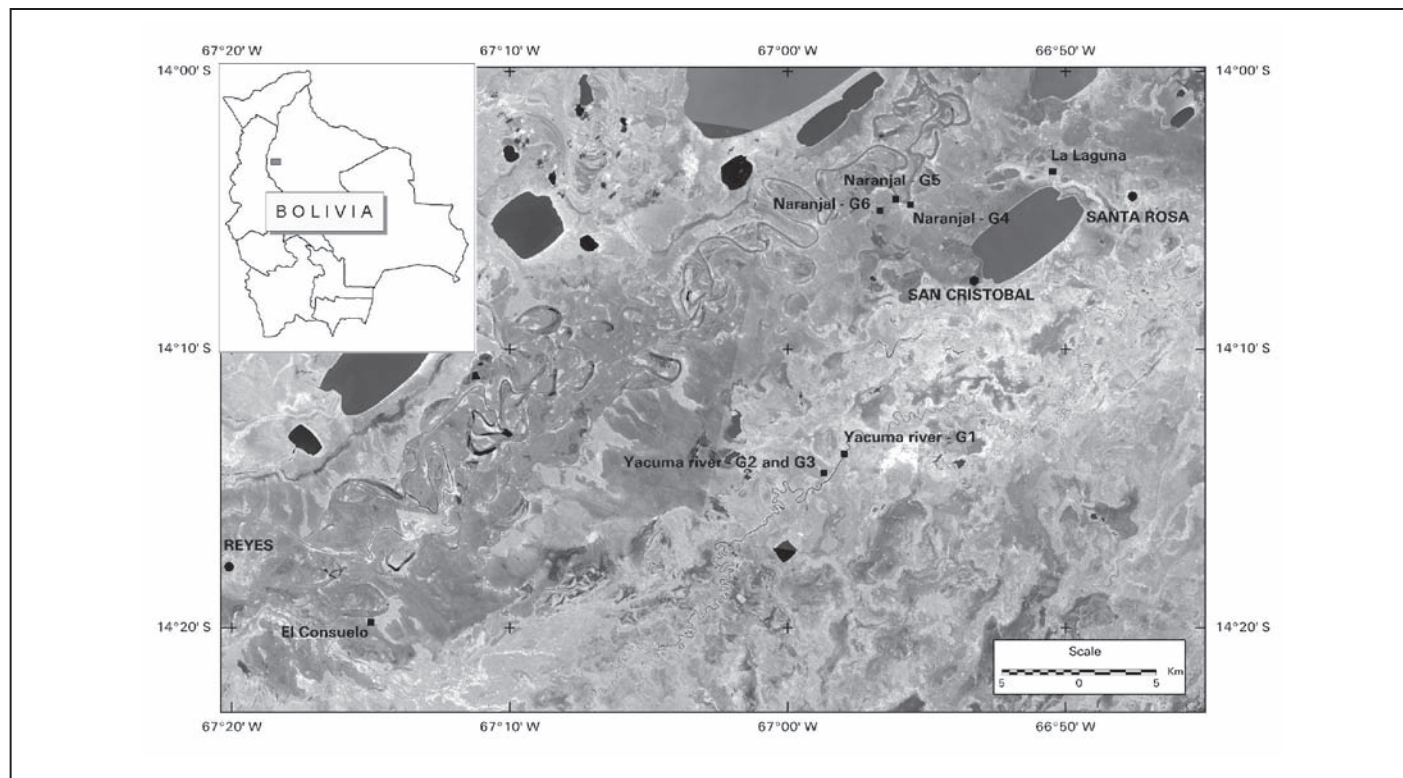 67°20' W 67°10' W 67°00' W 66°50' W
14°00' S 14°00' S
La Laguna
Naranjal - G5
Naranjal - G6
Naranjal - G4
SANTA ROSA
BOLIVIA
SAN CRISTOBAL
14°10' S 14°10' S
Yacuma river - G1
Yacuma river - G2 and G3
REYES
14°20' S 14°20' S
El Consuelo
Scale
Km
5 0 5
67°20' W 67°10' W 67°00' W 66°50' W